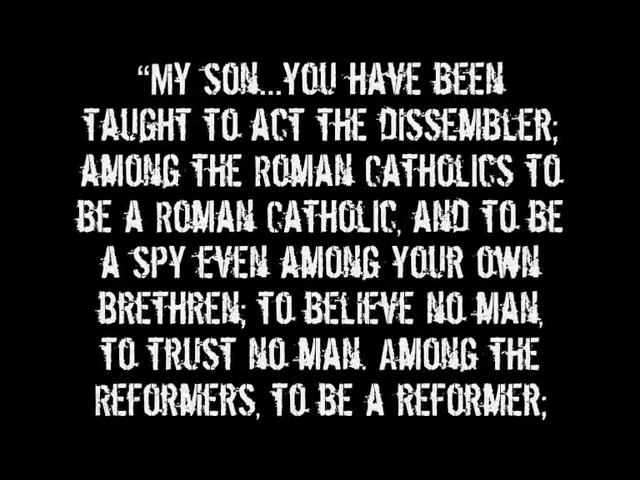 “MY SON...YOU HAVE BEEN
TAUGHT TO ACT THE DISSEMBLER;
AMONG THE ROMAN CATHOLICS TO
BE A ROMAN CATHOLIC, AND TO BE
A SPY EVEN AMONG YOUR OWN
BRETHREN; TO BELIEVE NO MAN,
TO TRUST NO MAN. AMONG THE
REFORMERS, TO BE A REFORMER;